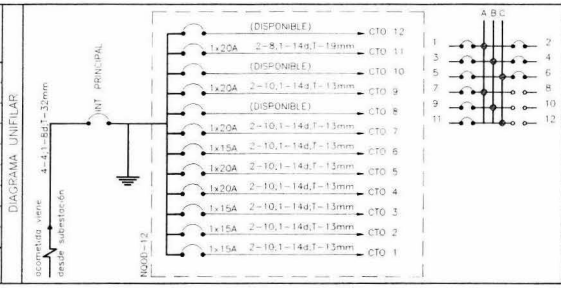 DIAGRAMA UNIFILAR
acometida viene
desde subestación
4-4,1-8d,T-32mm
INT. PRINCIPAL
NQOD-12
(DISPONIBLE) CTO 12
1x20A 2-8,1-14d,T-19mm CTO 11
(DISPONIBLE) CTO 10
1x20A 2-10,1-14d,T-13mm CTO 9
(DISPONIBLE) CTO 8
1x20A 2-10,1-14d,T-13mm CTO 7
1x15A 2-10,1-14d,T-13mm CTO 6
1x20A 2-10,1-14d,T-13mm CTO 5
1x20A 2-10,1-14d,T-13mm CTO 4
1x15A 2-10,1-14d,T-13mm CTO 3
1x15A 2-10,1-14d,T-13mm CTO 2
1x15A 2-10,1-14d,T-13mm CTO 1
A B C
1 2
3 4
5 6
7 8
9 10
11 12